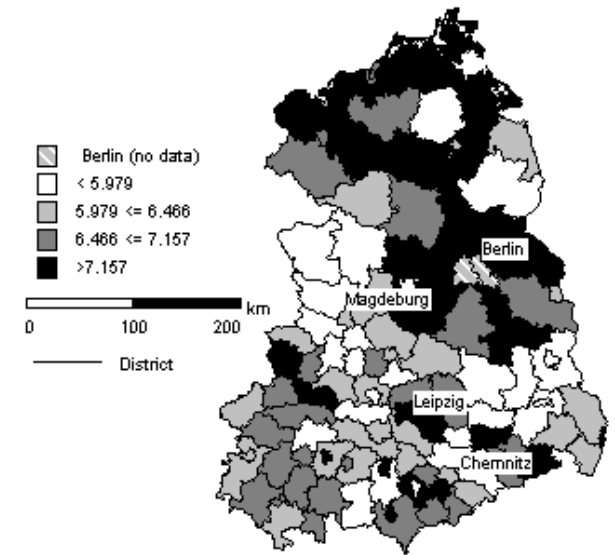 Berlin (no data)
< 5.979
5.979 <= 6.466
6.466 <= 7.157
>7.157
km
0 100 200
District
Berlin
Magdeburg
Leipzig
Chemnitz